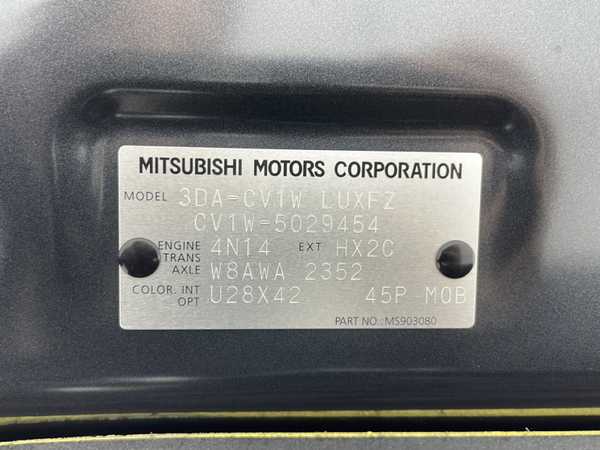 MITSUBISHI MOTORS CORPORATION
MODEL 3DA-CV1W LUXFZ
CV1W-5029454
ENGINE 4N14 EXT HX2C
TRANS AXLE W8AWA 2352
COLOR. INT OPT U28X42 45P M0B
PART NO.: MS903080